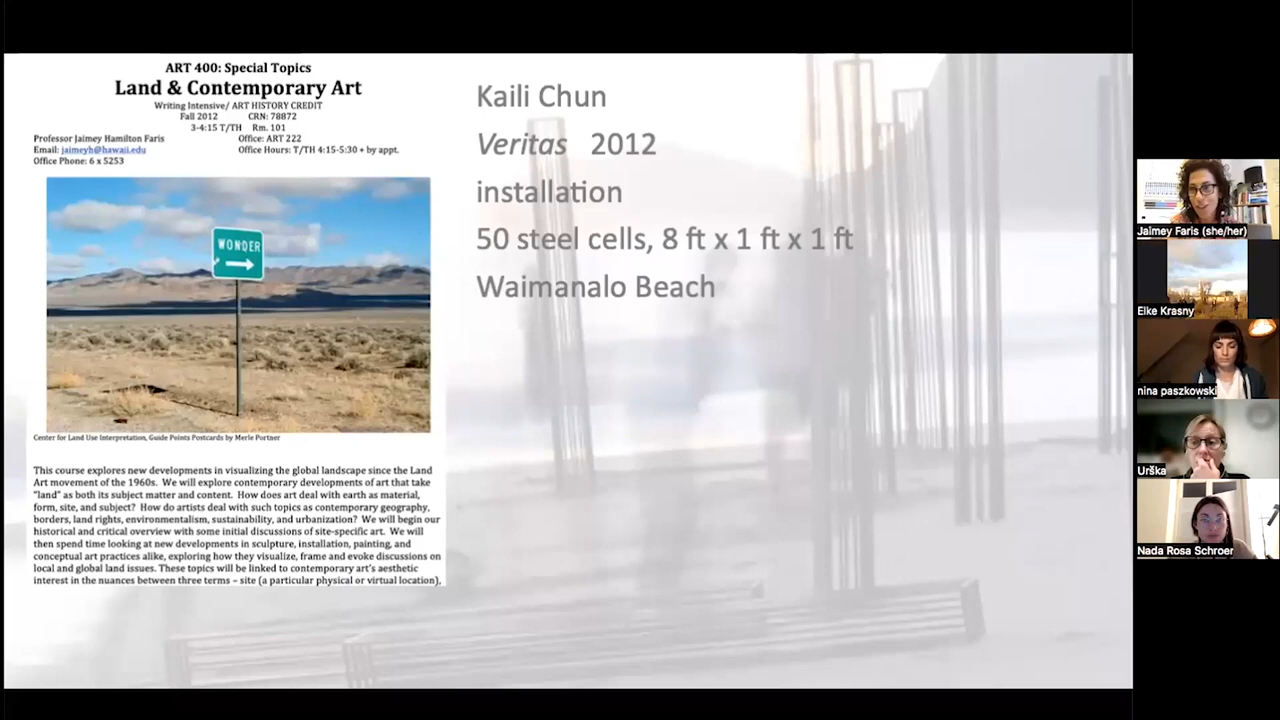 ART 400: Special Topics
Land & Contemporary Art
Writing Intensive/ ART HISTORY CREDIT
Fall 2012 CRN: 78872
3-4:15 T/TH Rm. 101
Professor Jaimey Hamilton Faris Office: ART 222
Email: jaimeyh@hawaii.edu Office Hours: T/TH 4:15-5:30 + by appt.
Office Phone: 6 x 5253
WONDER
Center for Land Use Interpretation, Guide Points Postcards by Merle Portner
This course explores new developments in visualizing the global landscape since the Land
Art movement of the 1960s. We will explore contemporary developments of art that take
"land" as both its subject matter and content. How does art deal with earth as material,
form, site, and subject? How do artists deal with such topics as contemporary geography,
borders, land rights, environmentalism, sustainability, and urbanization? We will begin our
historical and critical overview with some initial discussions of site-specific art. We will
then spend time looking at new developments in sculpture, installation, painting, and
conceptual art practices alike, exploring how they visualize, frame and evoke discussions on
local and global land issues. These topics will be linked to contemporary art's aesthetic
interest in the nuances between three terms – site (a particular physical or virtual location),
Kaili Chun
Veritas 2012
installation
50 steel cells, 8 ft x 1 ft x 1 ft
Waimanalo Beach
Jaimey Faris (she/her)
Elke Krasny
nina paszkowski
Urška
Nada Rosa Schroer